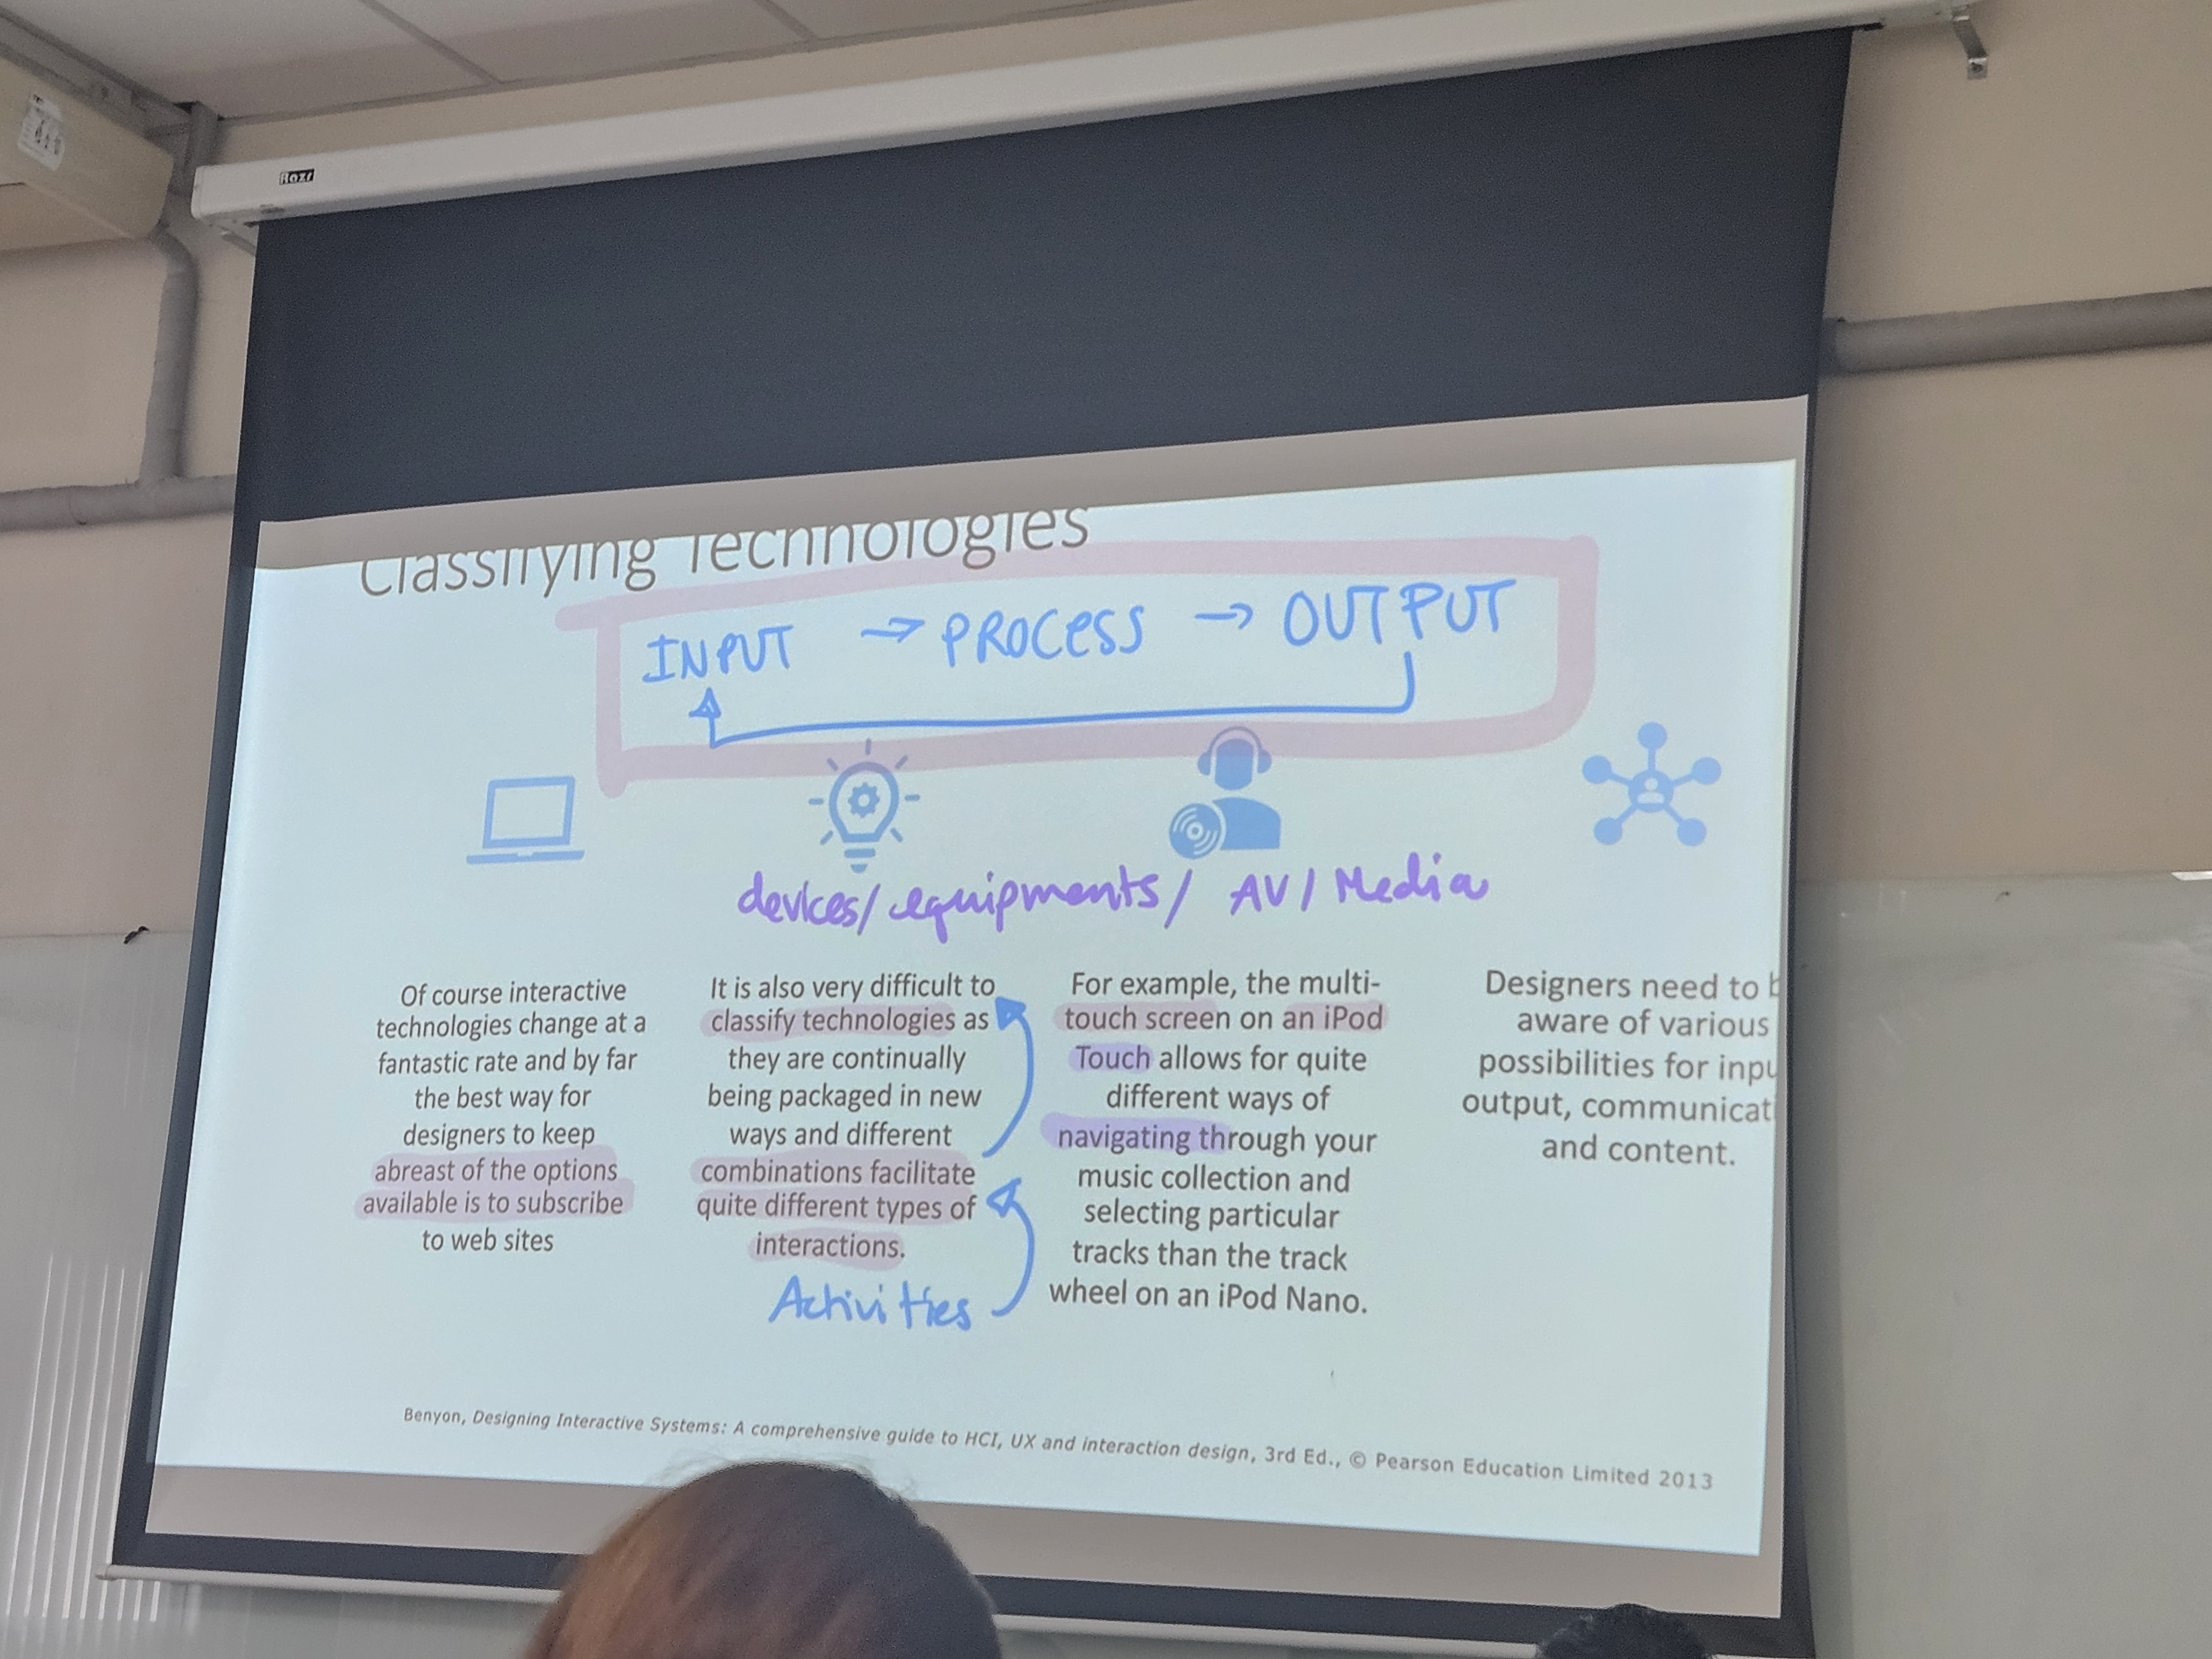 Classifying Technologies
INPUT → PROCESS → OUTPUT
devices/equipments/ AV/Media
Of course interactive
technologies change at a
fantastic rate and by far
the best way for
designers to keep
abreast of the options
available is to subscribe
to web sites
It is also very difficult to
classify technologies as
they are continually
being packaged in new
ways and different
combinations facilitate
quite different types of
interactions.
Activities
For example, the multi-
touch screen on an iPod
Touch allows for quite
different ways of
navigating through your
music collection and
selecting particular
tracks than the track
wheel on an iPod Nano.
Designers need to b
aware of various
possibilities for inpu
output, communicati
and content.
Benyon, Designing Interactive Systems: A comprehensive guide to HCI, UX and interaction design, 3rd Ed., © Pearson Education Limited 2013